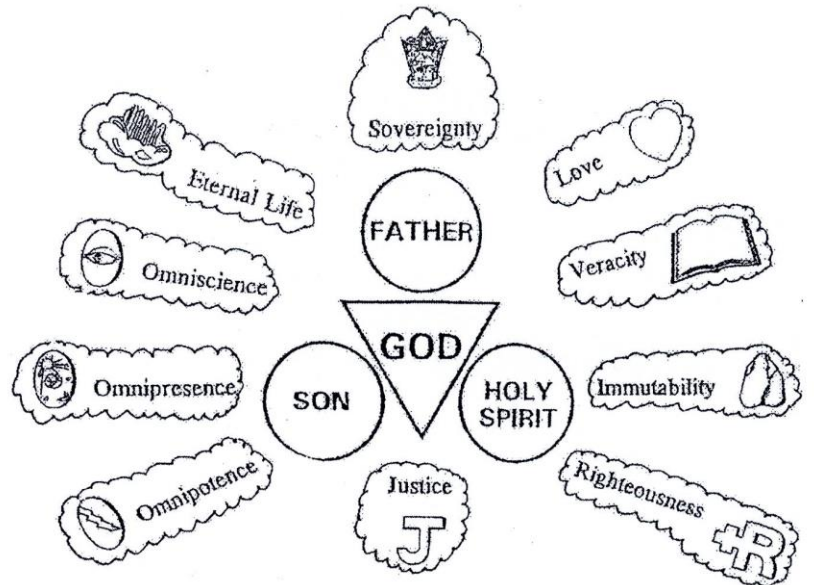 Sovereignty
Eternal Life
Love
FATHER
Omniscience
Veracity
GOD
Omnipresence
SON
HOLY
SPIRIT
Immutability
Omnipotence
Justice
J
Righteousness
+R